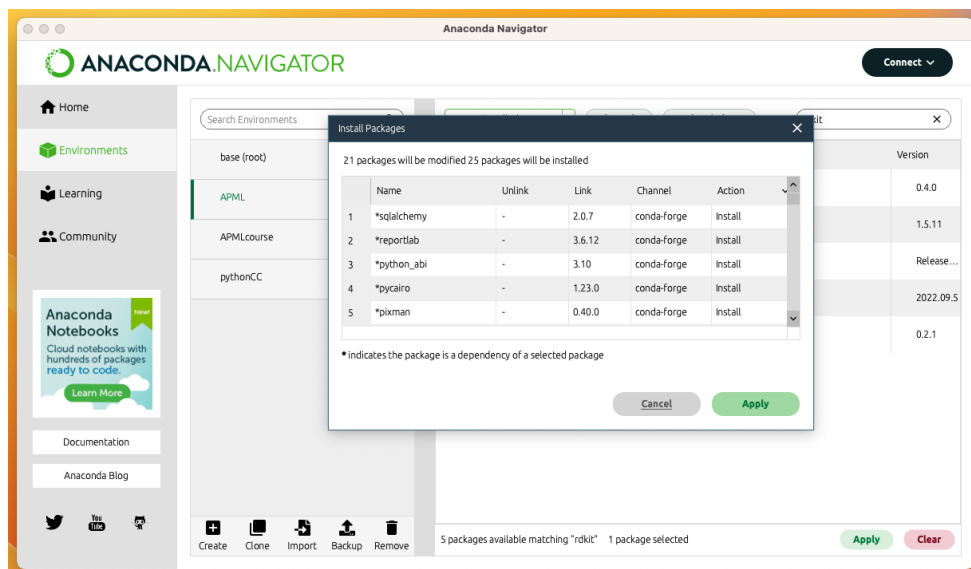 Anaconda Navigator
ANACONDA.NAVIGATOR
Connect
Home
Environments
Learning
Community
Anaconda
Notebooks
New!
Cloud notebooks with
hundreds of packages
ready to code.
Learn More
Documentation
Anaconda Blog
You
Tube
Search Environments
base (root)
APML
APMLcourse
pythonCC
Create
Clone
Import
Backup
Remove
Install Packages
21 packages will be modified 25 packages will be installed
Name Unlink Link Channel Action
1 *sqlalchemy - 2.0.7 conda-forge Install
2 *reportlab - 3.6.12 conda-forge Install
3 *python_abi - 3.10 conda-forge Install
4 *pycairo - 1.23.0 conda-forge Install
5 *pixman - 0.40.0 conda-forge Install
* indicates the package is a dependency of a selected package
Cancel
Apply
kit
Version
0.4.0
1.5.11
Release...
2022.09.5
0.2.1
5 packages available matching "rdkit" 1 package selected
Apply
Clear